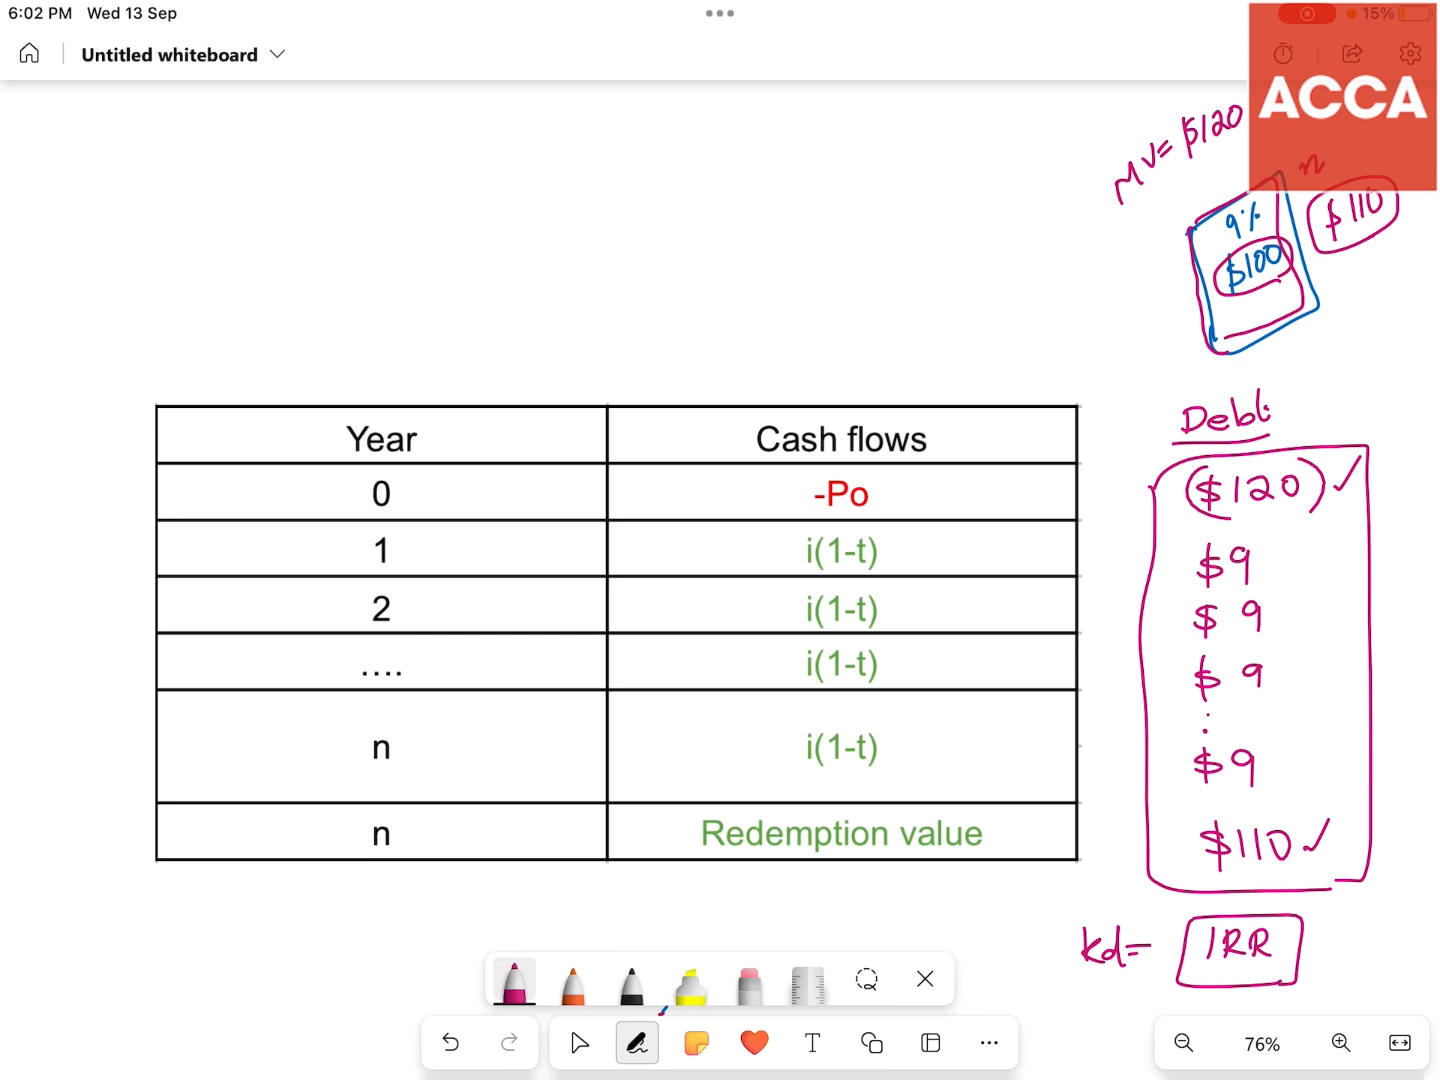 6:02 PM Wed 13 Sep
15%
Untitled whiteboard
ACCA
MV= $120
n
9%
$110
$100
Year Cash flows
0 -Po
1 i(1-t)
2 i(1-t)
.... i(1-t)
n i(1-t)
n Redemption value
Debt:
($120) ✓
$9
$9
$9
:
$9
$110 ✓
Kd= IRR
T
76%